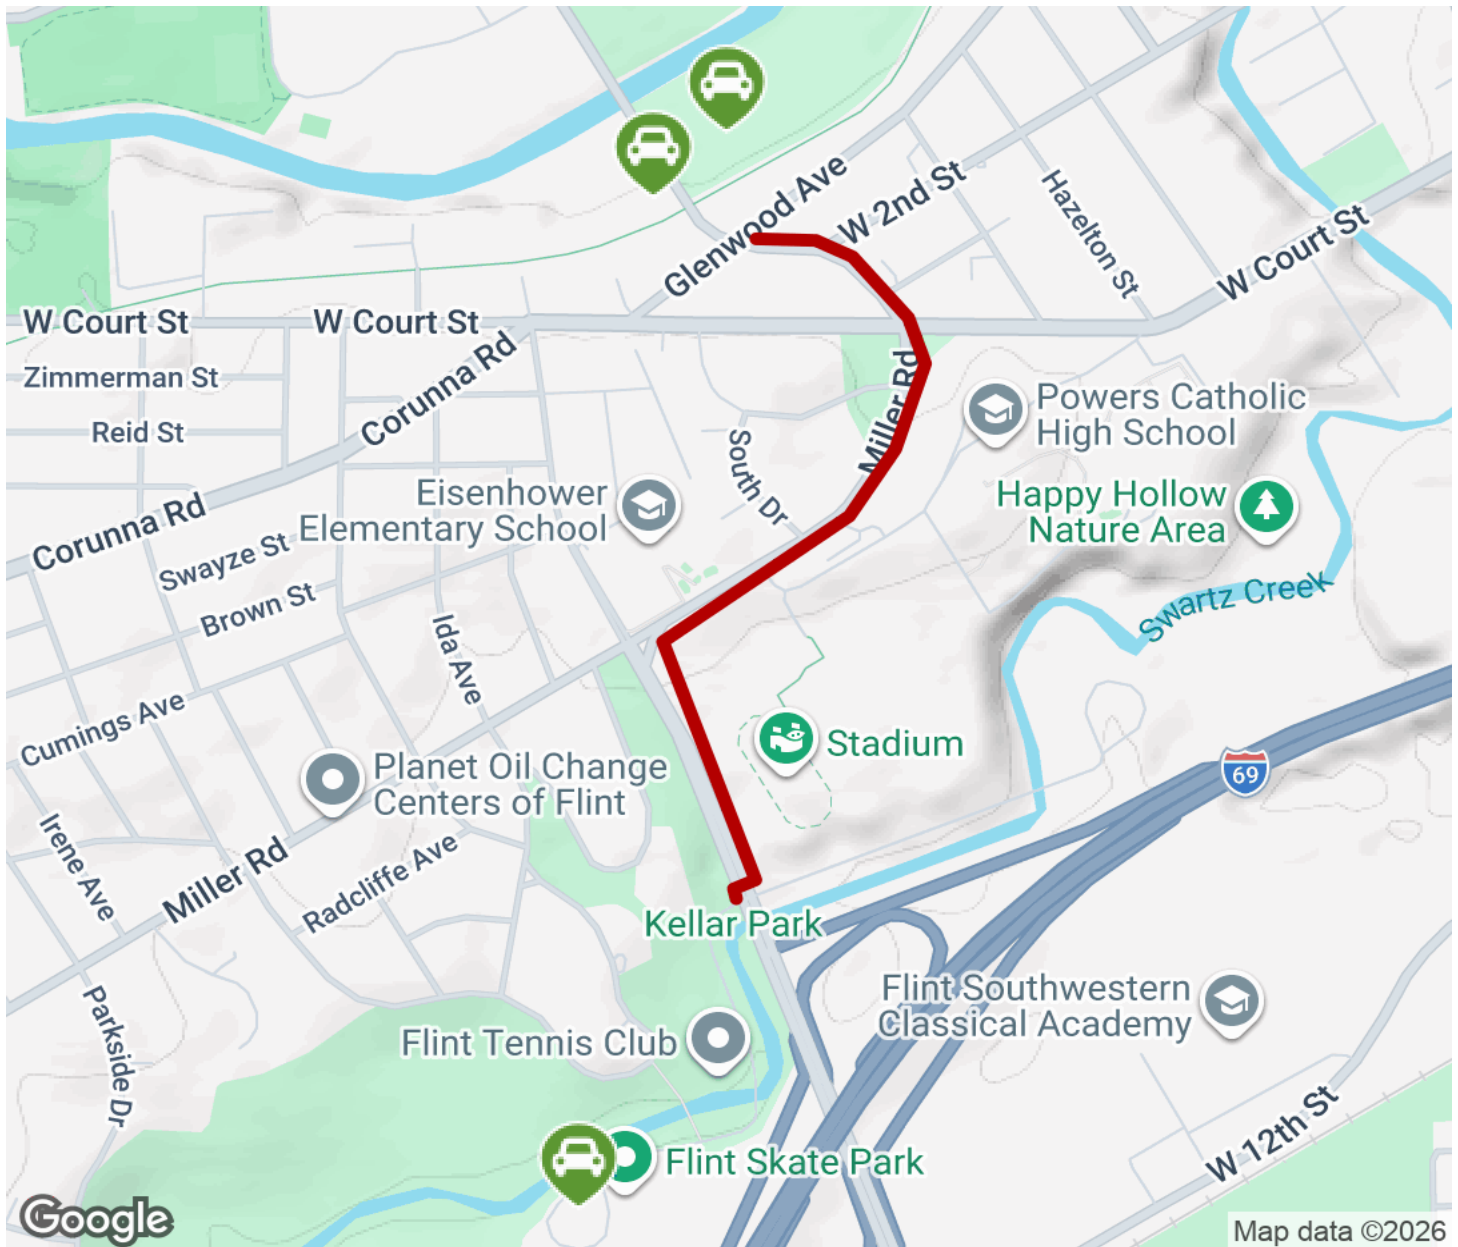 Glenwood Ave
W 2nd St
Hazelton St
W Court St
W Court St
W Court St
Zimmerman St
Corunna Rd
Reid St
Miller Rd
Powers Catholic
High School
South Dr
Eisenhower
Elementary School
Happy Hollow
Nature Area
Corunna Rd
Swayze St
Brown St
Swartz Creek
Ida Ave
Cumings Ave
Stadium
69
Planet Oil Change
Centers of Flint
Irene Ave
Miller Rd
Radcliffe Ave
Kellar Park
Parkside Dr
Flint Southwestern
Classical Academy
Flint Tennis Club
W 12th St
Flint Skate Park
Google
Map data ©2026